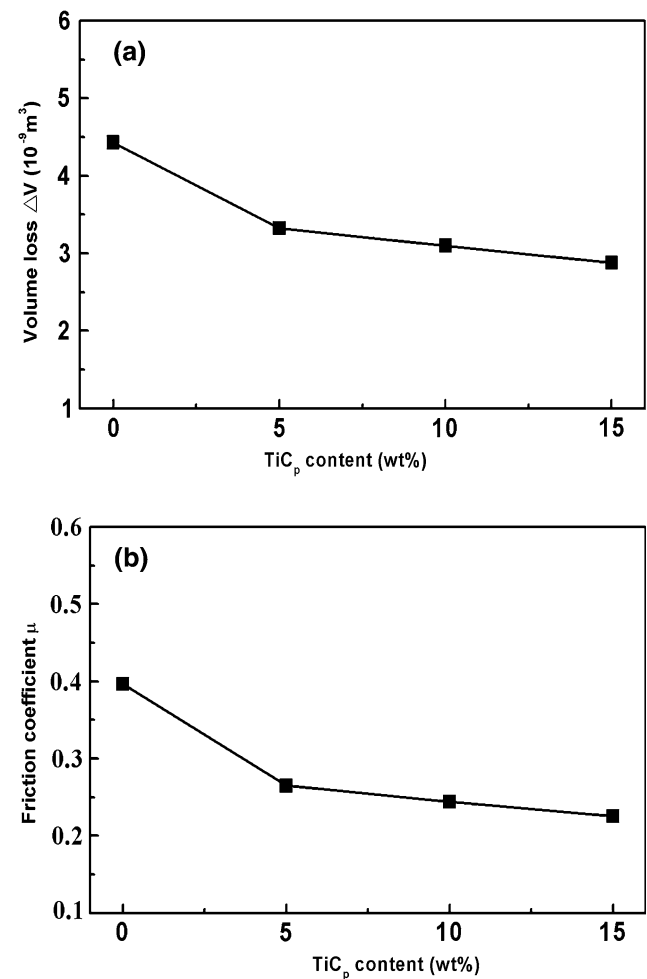 (a)
Volume loss △V (10⁻⁹m³)
6
5
4
3
2
1
0 5 10 15
TiCₚ content (wt%)
(b)
Friction coefficient μ
0.6
0.5
0.4
0.3
0.2
0.1
0 5 10 15
TiCₚ content (wt%)